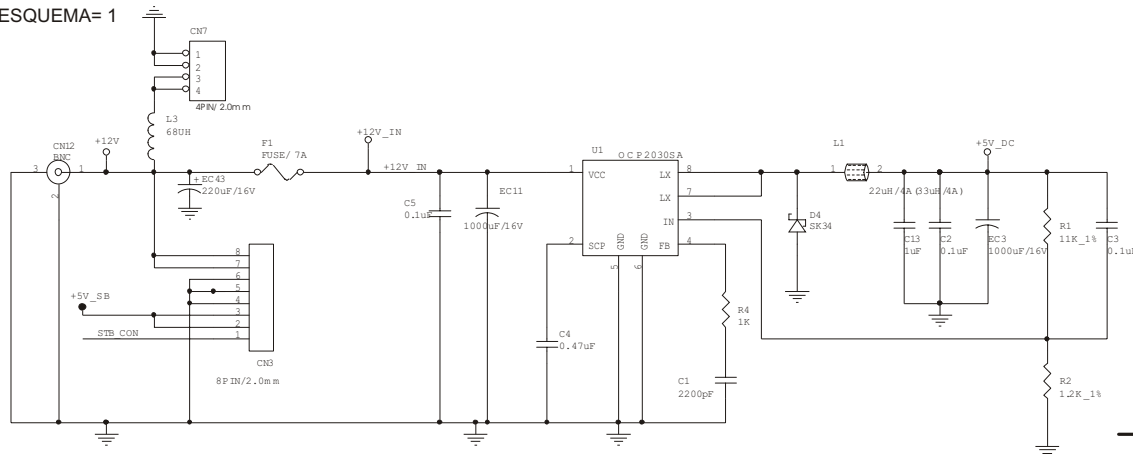 ESQUEMA= 1
CN7
1
2
3
4
4PIN/2.0mm
L3
68UH
CN12
BNC
3
1
2
+12V
F1
FUSE/ 7A
+12V_IN
+12V IN
+ EC43
220uF/16V
C5
0.1uF
EC11
1000uF/16V
U1
OCP2030SA
1
VCC
LX
8
LX
7
IN
3
2
SCP
GND
GND
FB
4
5
6
L1
1
2
22uH/4A(33uH/4A)
+5V_DC
D4
SK34
C13
1uF
C2
0.1uF
EC3
1000uF/16V
R1
11K_1%
C3
0.1uF
R4
1K
C4
0.47uF
C1
2200pF
R2
1.2K_1%
8
7
6
5
4
3
2
1
+5V_SB
STB_CON
CN3
8PIN/2.0mm